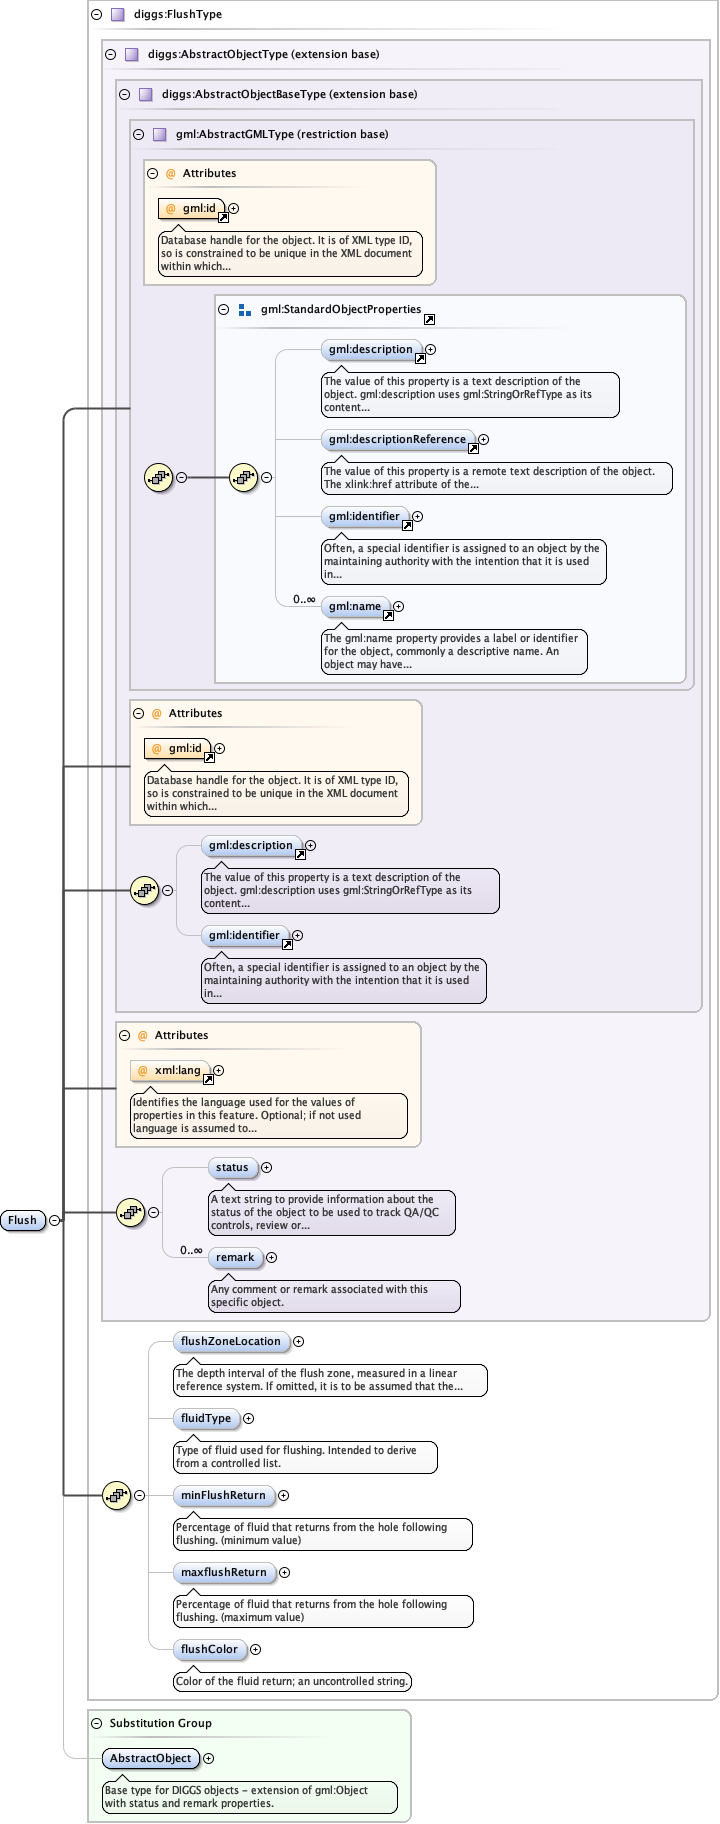 diggs:FlushType
diggs:AbstractObjectType (extension base)
diggs:AbstractObjectBaseType (extension base)
gml:AbstractGMLType (restriction base)
@ Attributes
@ gml:id
Database handle for the object. It is of XML type ID,
so is constrained to be unique in the XML document
within which...
gml:StandardObjectProperties
gml:description
The value of this property is a text description of the
object. gml:description uses gml:StringOrRefType as its
content...
gml:descriptionReference
The value of this property is a remote text description of the object.
The xlink:href attribute of the...
gml:identifier
Often, a special identifier is assigned to an object by the
maintaining authority with the intention that it is used
in...
0..∞
gml:name
The gml:name property provides a label or identifier
for the object, commonly a descriptive name. An
object may have...
@ Attributes
@ gml:id
Database handle for the object. It is of XML type ID,
so is constrained to be unique in the XML document
within which...
gml:description
The value of this property is a text description of the
object. gml:description uses gml:StringOrRefType as its
content...
gml:identifier
Often, a special identifier is assigned to an object by the
maintaining authority with the intention that it is used
in...
@ Attributes
@ xml:lang
Identifies the language used for the values of
properties in this feature. Optional; if not used
language is assumed to...
status
A text string to provide information about the
status of the object to be used to track QA/QC
controls, review or...
Flush
0..∞
remark
Any comment or remark associated with this
specific object.
flushZoneLocation
The depth interval of the flush zone, measured in a linear
reference system. If omitted, it is to be assumed that the...
fluidType
Type of fluid used for flushing. Intended to derive
from a controlled list.
minFlushReturn
Percentage of fluid that returns from the hole following
flushing. (minimum value)
maxflushReturn
Percentage of fluid that returns from the hole following
flushing. (maximum value)
flushColor
Color of the fluid return; an uncontrolled string.
Substitution Group
AbstractObject
Base type for DIGGS objects - extension of gml:Object
with status and remark properties.